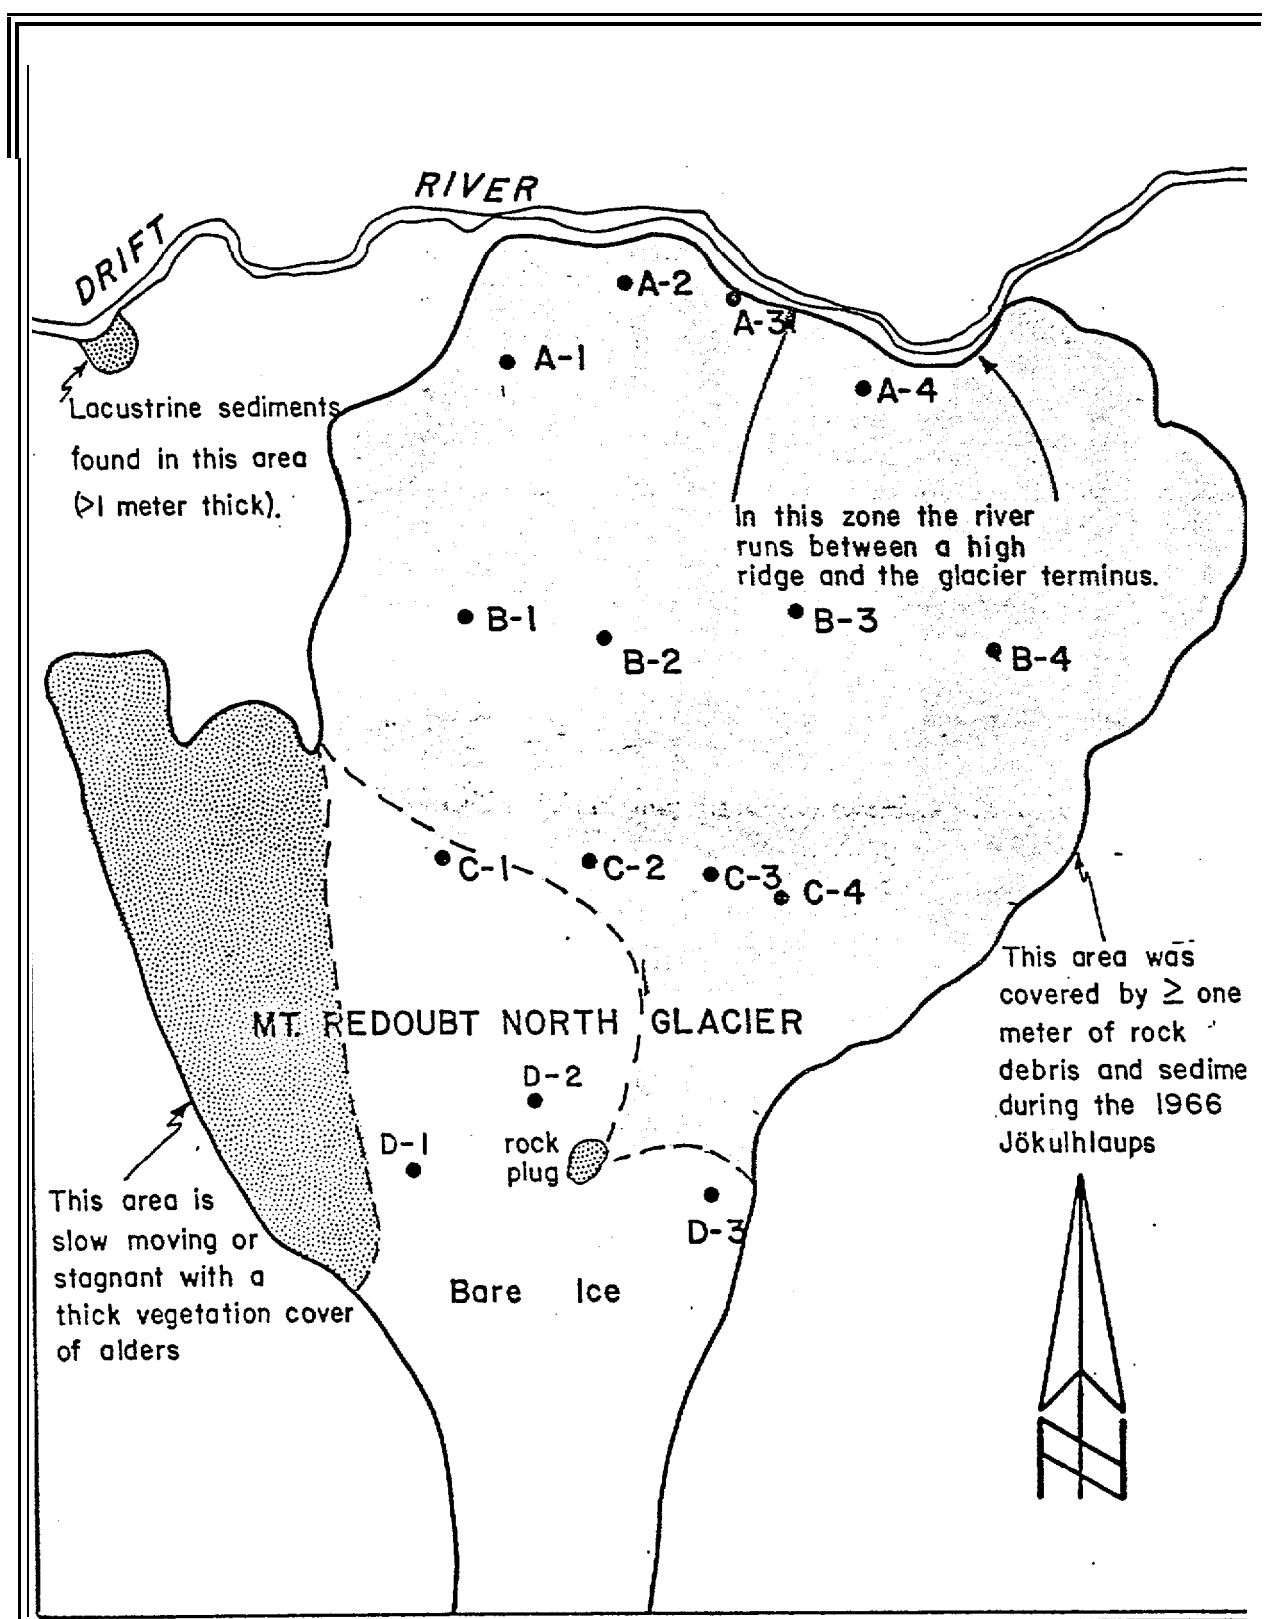 RIVER
DRIFT
A-2
A-3
A-1
A-4
Lacustrine sediments
found in this area
(>1 meter thick).
In this zone the river
runs between a high
ridge and the glacier terminus.
B-1
B-2
B-3
B-4
C-1
C-2
C-3
C-4
This area was
covered by ≥ one
meter of rock
debris and sedime
during the 1966
Jökulhlaups
MT. REDOUBT NORTH GLACIER
D-2
D-1
rock
plug
D-3
This area is
slow moving or
stagnant with a
thick vegetation cover
of alders
Bare Ice